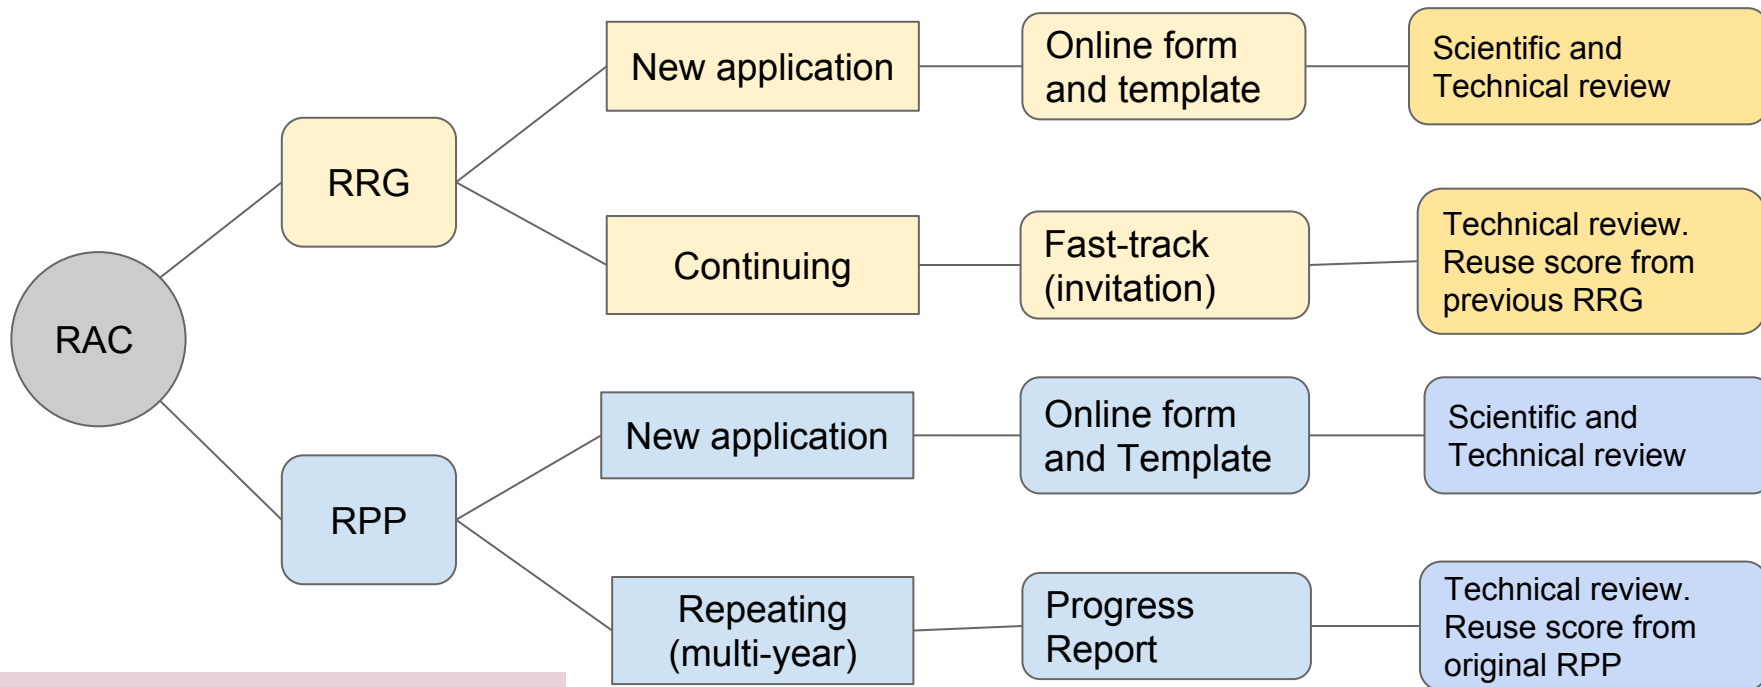 RAC
RRG
New application
Online form
and template
Scientific and
Technical review
Continuing
Fast-track
(invitation)
Technical review.
Reuse score from
previous RRG
RPP
New application
Online form
and Template
Scientific and
Technical review
Repeating
(multi-year)
Progress
Report
Technical review.
Reuse score from
original RPP